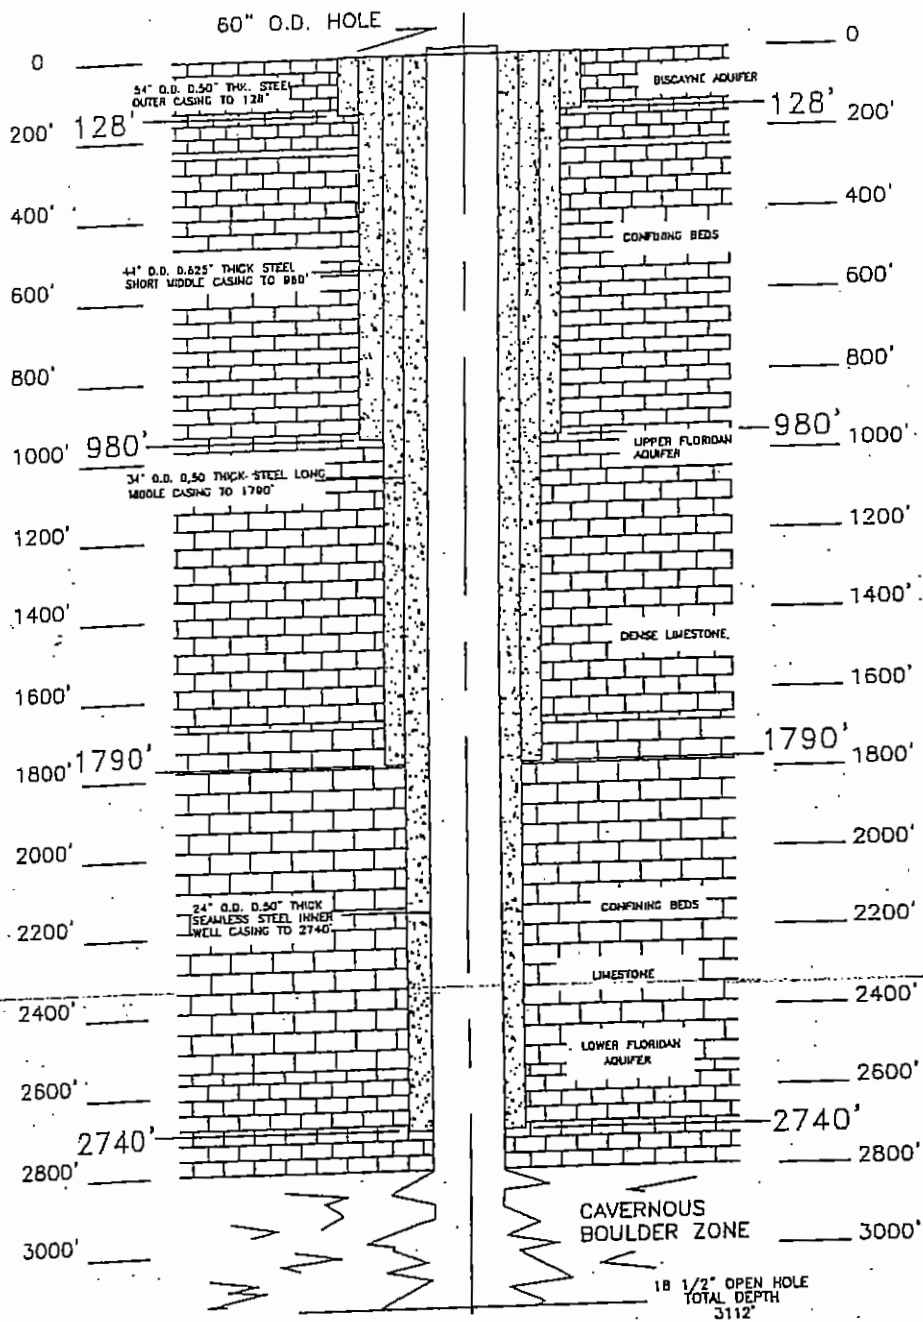 60" O.D. HOLE
0
0
54" O.D. 0.50" THK. STEEL
OUTER CASING TO 128'
BISCAYNE AQUIFER
128'
128'
200'
200'
400'
400'
CONFINING BEDS
44" O.D. 0.625" THICK STEEL
SHORT MIDDLE CASING TO 980'
600'
600'
800'
800'
980'
980'
1000'
1000'
UPPER FLORIDAN
AQUIFER
34" O.D. 0.50 THICK STEEL LONG
MIDDLE CASING TO 1790'
1200'
1200'
1400'
1400'
DENSE LIMESTONE.
1600'
1600'
1790'
1790'
1800'
1800'
2000'
2000'
24" O.D. 0.50" THICK
SEAMLESS STEEL INNER
WELL CASING TO 2740'
CONFINING BEDS
2200'
2200'
LIMESTONE
2400'
2400'
LOWER FLORIDAN
AQUIFER
2600'
2600'
2740'
2740'
2800'
2800'
CAVERNOUS
BOULDER ZONE
3000'
3000'
18 1/2" OPEN HOLE
TOTAL DEPTH
3112'